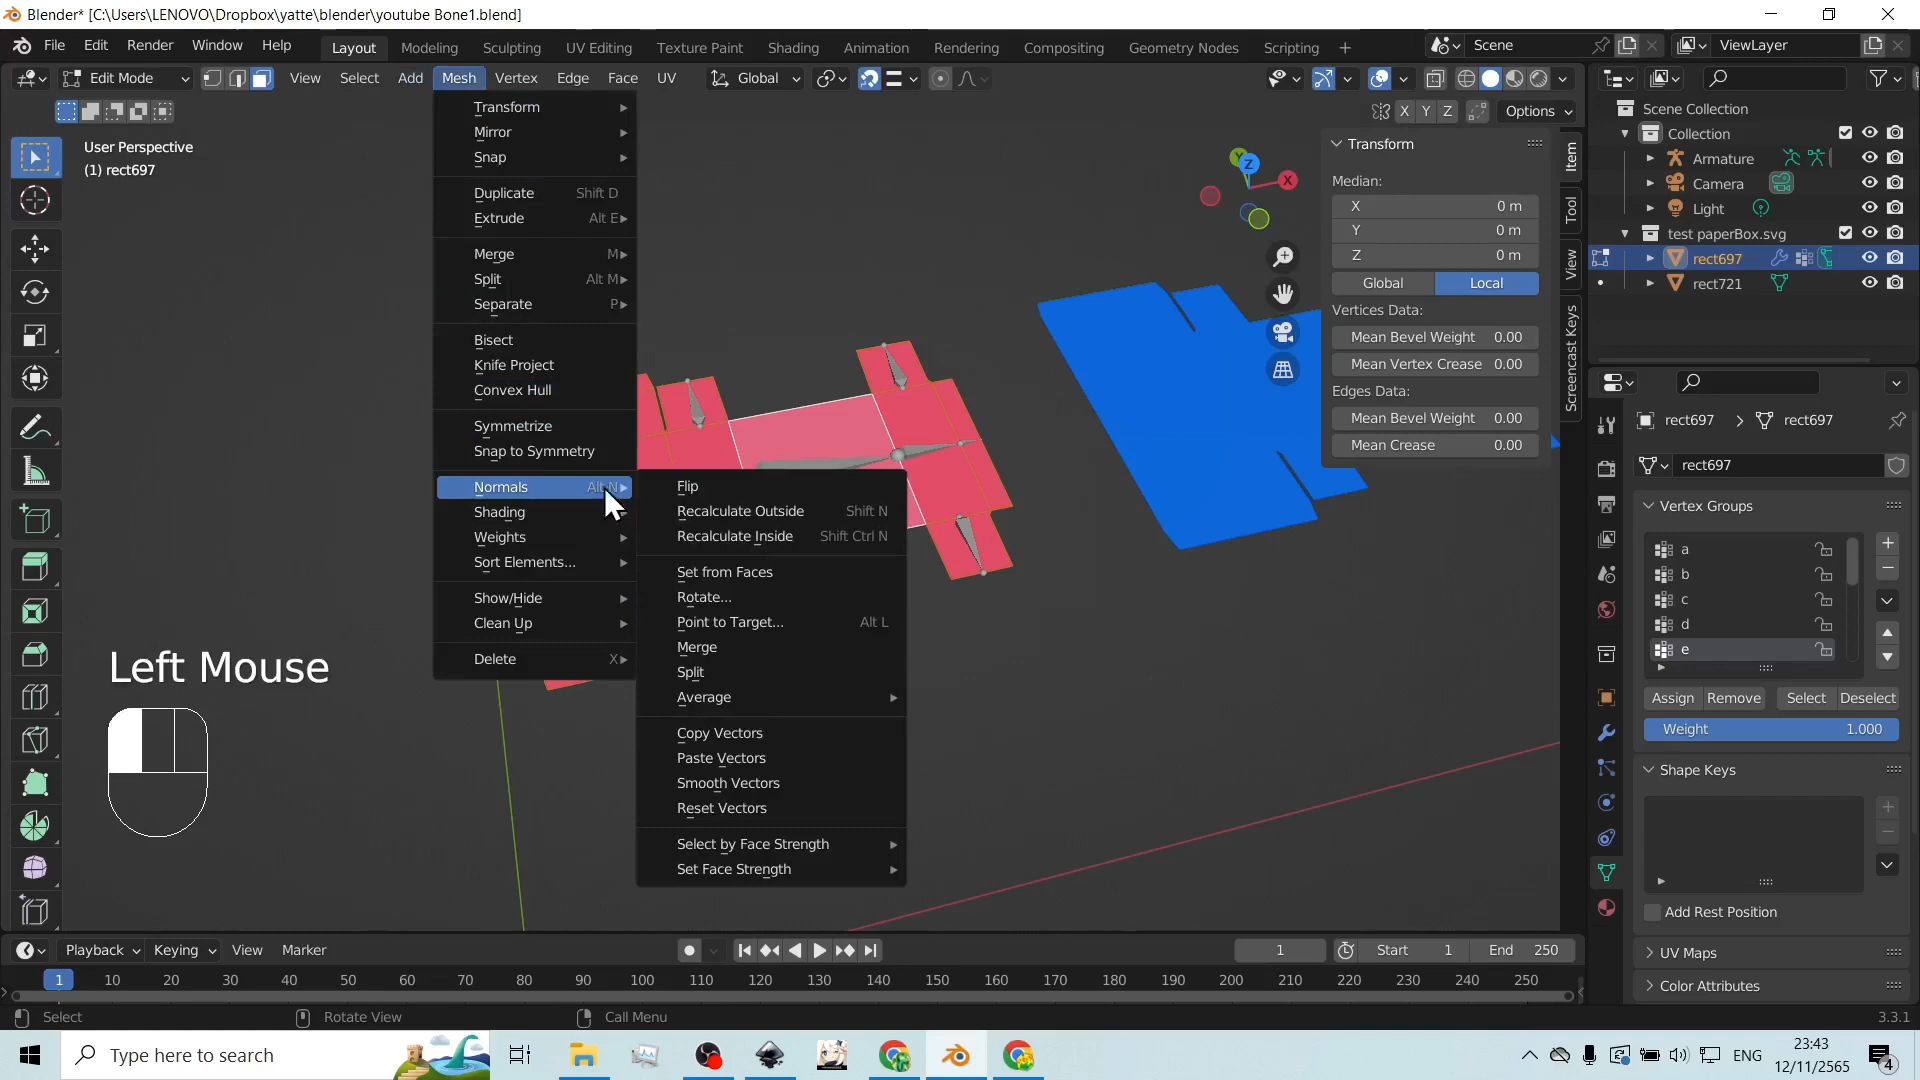 Blender* [C:\Users\LENOVO\Dropbox\yatte\blender\youtube Bone1.blend]
File Edit Render Window Help Layout Modeling Sculpting UV Editing Texture Paint Shading Animation Rendering Compositing Geometry Nodes Scripting + Scene ViewLayer
Edit Mode View Select Add Mesh Vertex Edge Face UV Global
X Y Z Options
User Perspective
(1) rect697
Transform
Mirror
Snap
Duplicate Shift D
Extrude Alt E
Merge M
Split Alt M
Separate P
Bisect
Knife Project
Convex Hull
Symmetrize
Snap to Symmetry
Normals Alt N
Shading
Weights
Sort Elements...
Show/Hide
Clean Up
Delete X
Flip
Recalculate Outside Shift N
Recalculate Inside Shift Ctrl N
Set from Faces
Rotate...
Point to Target... Alt L
Merge
Split
Average
Copy Vectors
Paste Vectors
Smooth Vectors
Reset Vectors
Select by Face Strength
Set Face Strength
Left Mouse
Y Z X
Transform
Median:
X 0 m
Y 0 m
Z 0 m
Global Local
Vertices Data:
Mean Bevel Weight 0.00
Mean Vertex Crease 0.00
Edges Data:
Mean Bevel Weight 0.00
Mean Crease 0.00
Item
Tool
View
Screencast Keys
Scene Collection
Collection
Armature
Camera
Light
test paperBox.svg
rect697
rect721
rect697 > rect697
rect697
Vertex Groups
a
b
c
d
e
Assign Remove Select Deselect
Weight 1.000
Shape Keys
Add Rest Position
UV Maps
Color Attributes
Playback Keying View Marker 1 Start 1 End 250
1 10 20 30 40 50 60 70 80 90 100 110 120 130 140 150 160 170 180 190 200 210 220 230 240 250
Select Rotate View Call Menu 3.3.1
Type here to search ENG 23:43
12/11/2565
4